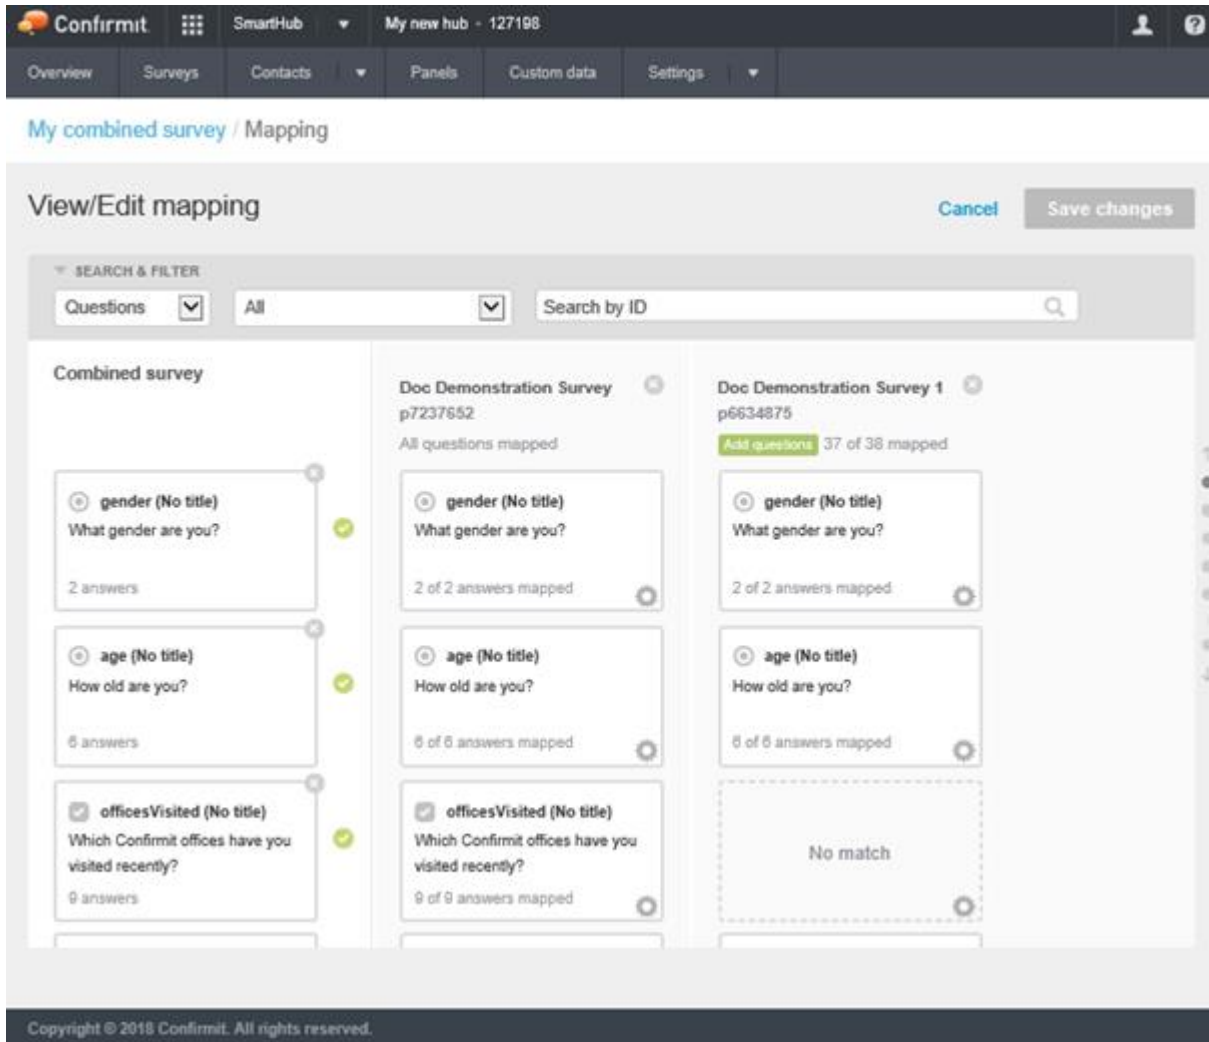 Confirmit SmartHub My new hub - 127198
Overview Surveys Contacts Panels Custom data Settings
My combined survey / Mapping
View/Edit mapping Cancel Save changes
SEARCH & FILTER
Questions All Search by ID
Combined survey
Doc Demonstration Survey
p7237652
All questions mapped
Doc Demonstration Survey 1
p6634875
Add questions 37 of 38 mapped
gender (No title)
What gender are you?
2 answers
gender (No title)
What gender are you?
2 of 2 answers mapped
gender (No title)
What gender are you?
2 of 2 answers mapped
age (No title)
How old are you?
6 answers
age (No title)
How old are you?
6 of 6 answers mapped
age (No title)
How old are you?
6 of 6 answers mapped
officesVisited (No title)
Which Confirmit offices have you
visited recently?
9 answers
officesVisited (No title)
Which Confirmit offices have you
visited recently?
9 of 9 answers mapped
No match
Copyright © 2018 Confirmit. All rights reserved.